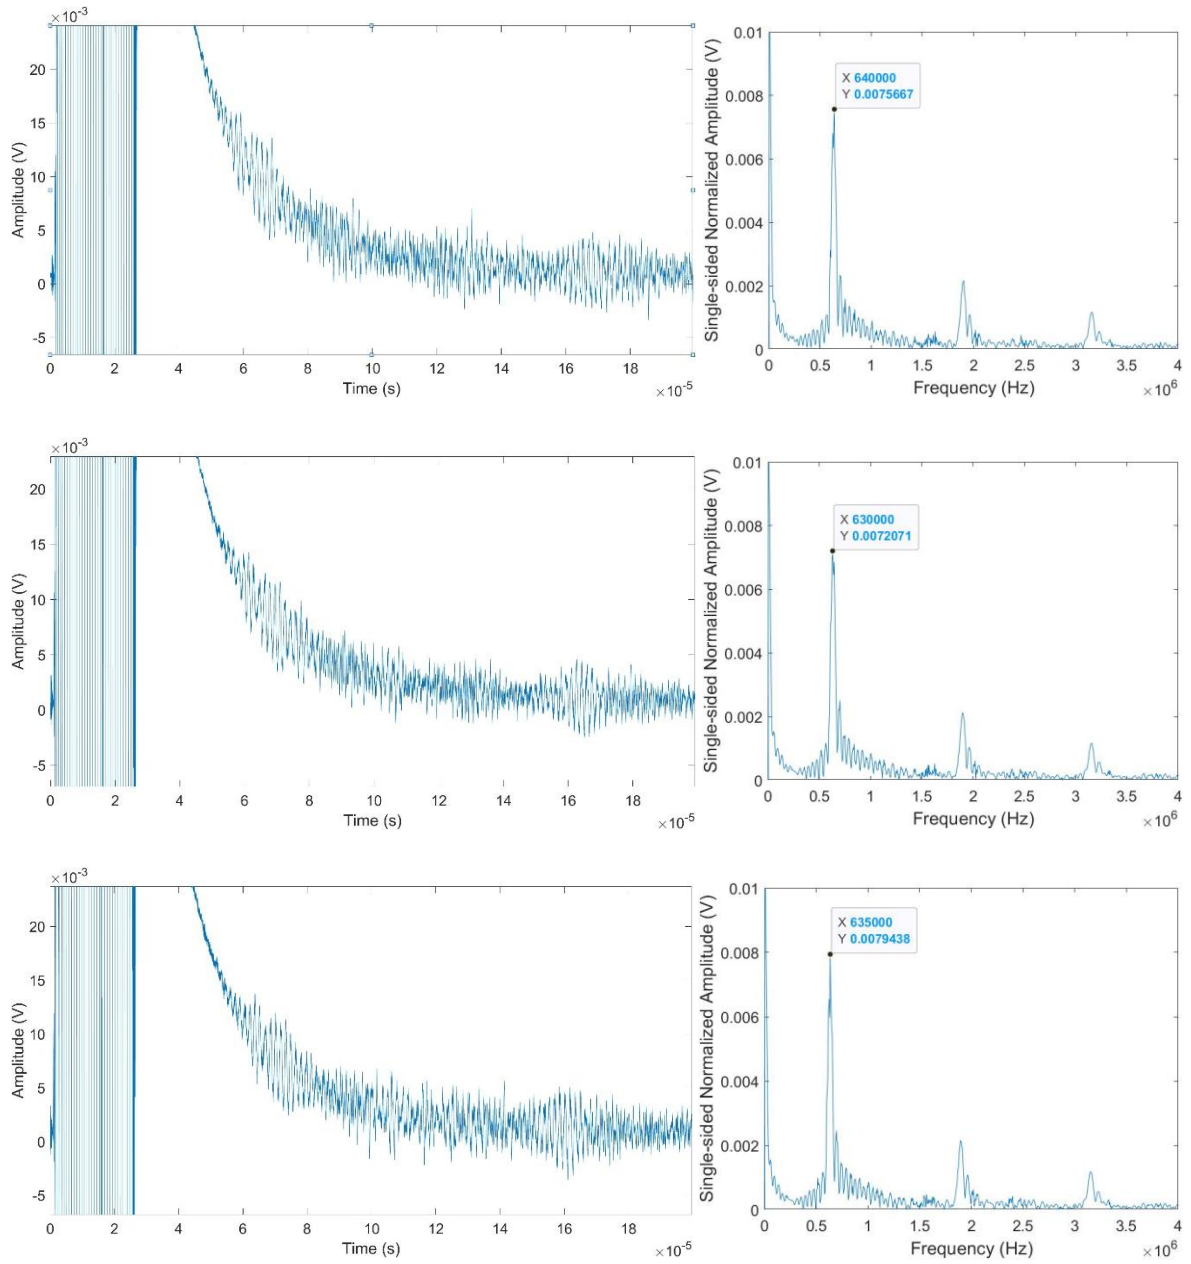 ×10⁻³
20
15
10
5
0
-5
Amplitude (V)
0 2 4 6 8 10 12 14 16 18
Time (s)
×10⁻⁵
0.01
0.008
0.006
0.004
0.002
0
Single-sided Normalized Amplitude (V)
X 640000
Y 0.0075667
0 0.5 1 1.5 2 2.5 3 3.5 4
Frequency (Hz)
×10⁶
×10⁻³
20
15
10
5
0
-5
Amplitude (V)
0 2 4 6 8 10 12 14 16 18
Time (s)
×10⁻⁵
0.01
0.008
0.006
0.004
0.002
0
Single-sided Normalized Amplitude (V)
X 630000
Y 0.0072071
0 0.5 1 1.5 2 2.5 3 3.5 4
Frequency (Hz)
×10⁶
×10⁻³
20
15
10
5
0
-5
Amplitude (V)
0 2 4 6 8 10 12 14 16 18
Time (s)
×10⁻⁵
0.01
0.008
0.006
0.004
0.002
0
Single-sided Normalized Amplitude (V)
X 635000
Y 0.0079438
0 0.5 1 1.5 2 2.5 3 3.5 4
Frequency (Hz)
×10⁶